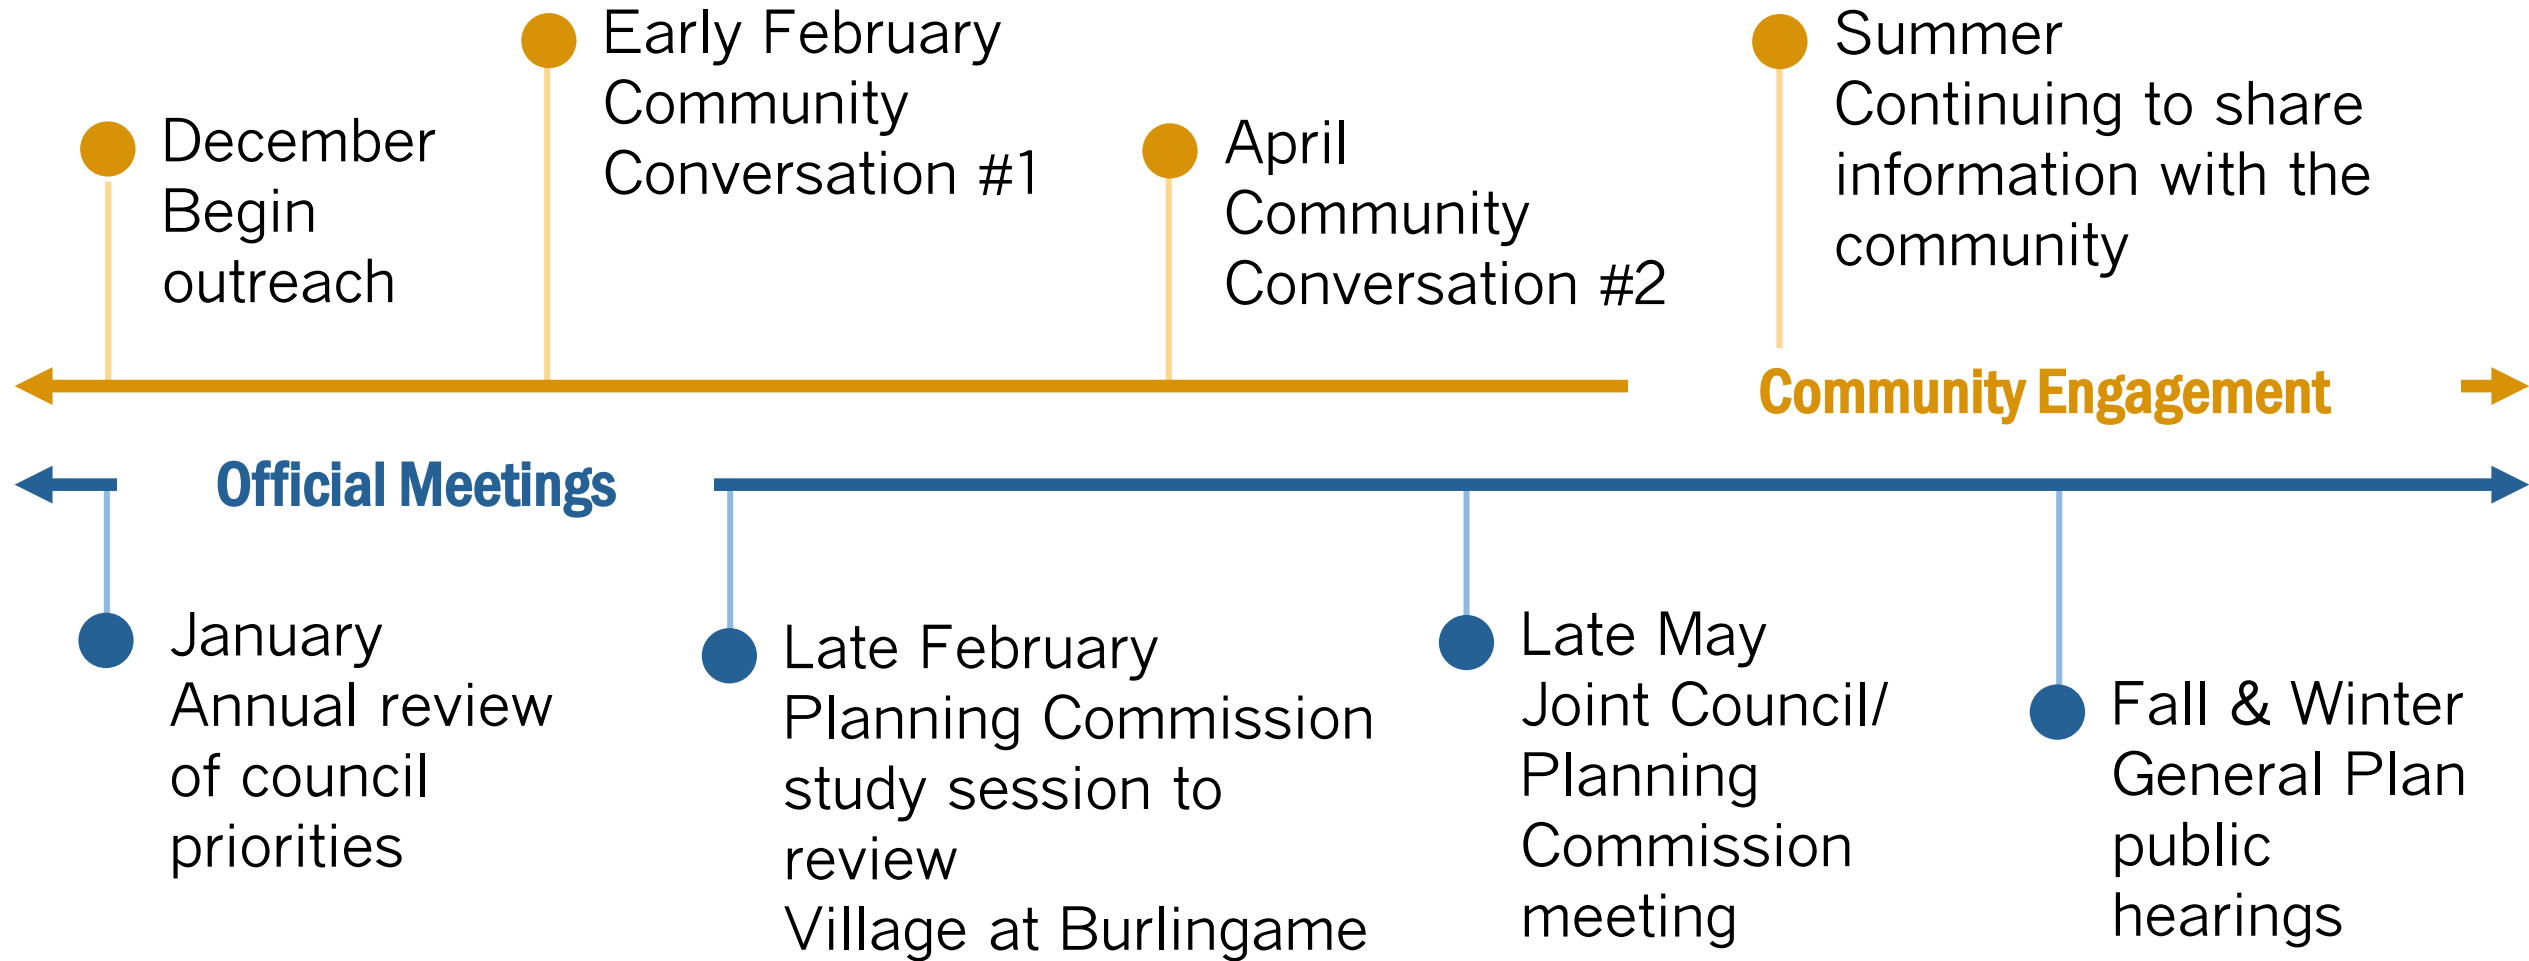 December
Begin
outreach
Early February
Community
Conversation #1
April
Community
Conversation #2
Summer
Continuing to share
information with the
community
Community Engagement
Official Meetings
January
Annual review
of council
priorities
Late February
Planning Commission
study session to
review
Village at Burlingame
Late May
Joint Council/
Planning
Commission
meeting
Fall & Winter
General Plan
public
hearings